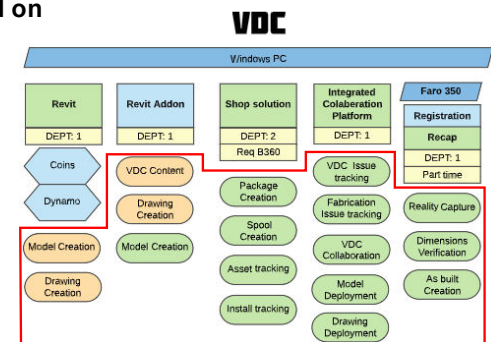 l on
VDC
Windows PC
Revit
DEPT: 1
Coins
Dynamo
Model Creation
Drawing
Creation
Revit Addon
DEPT: 1
VDC Content
Drawing
Creation
Model Creation
Shop solution
DEPT: 2
Req B360
Package
Creation
Spool
Creation
Asset tracking
Install tracking
Integrated
Colaberation
Platform
DEPT: 1
VDC Issue
tracking
Fabrication
Issue tracking
VDC
Collaboration
Model
Deployment
Drawing
Deployment
Faro 350
Registration
Recap
DEPT: 1
Part time
Reality Capture
Dimensions
Verification
As built
Creation